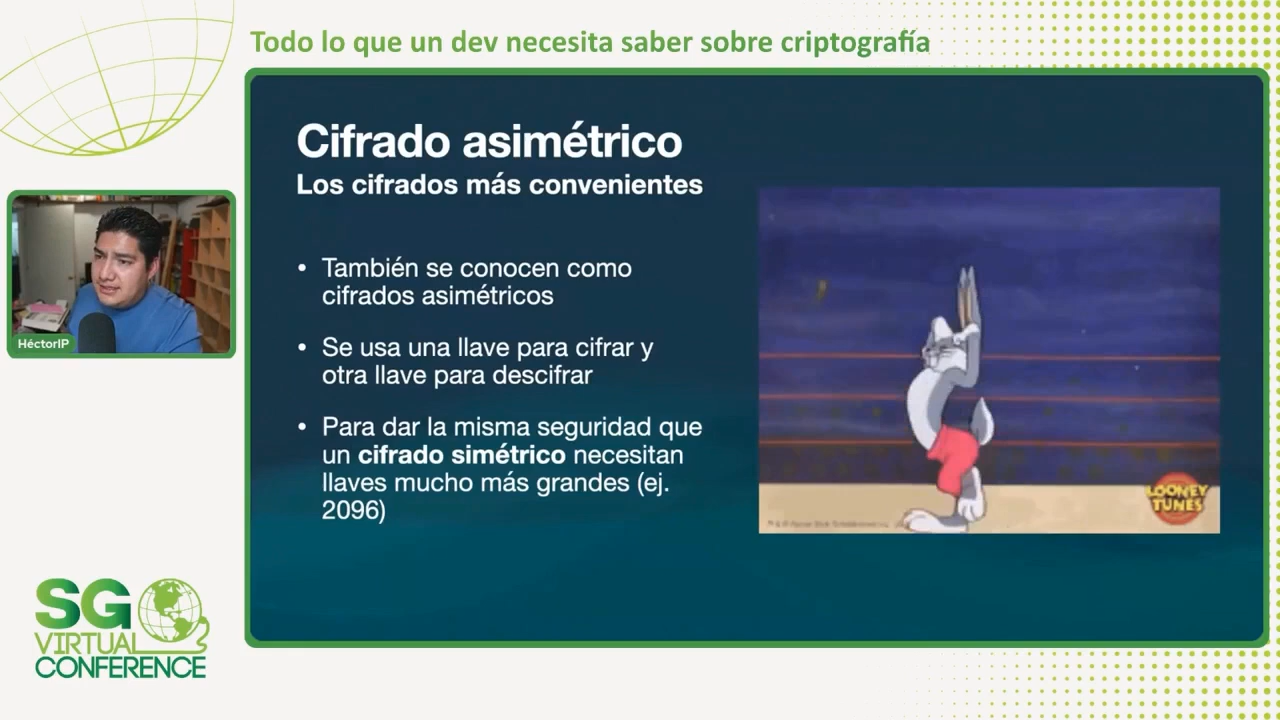 Todo lo que un dev necesita saber sobre criptografía
Cifrado asimétrico
Los cifrados más convenientes
• También se conocen como
cifrados asimétricos
• Se usa una llave para cifrar y
otra llave para descifrar
• Para dar la misma seguridad que
un cifrado simétrico necesitan
llaves mucho más grandes (ej.
2096)
HéctorIP
LOONEY
TUNES
SG
VIRTUAL
CONFERENCE